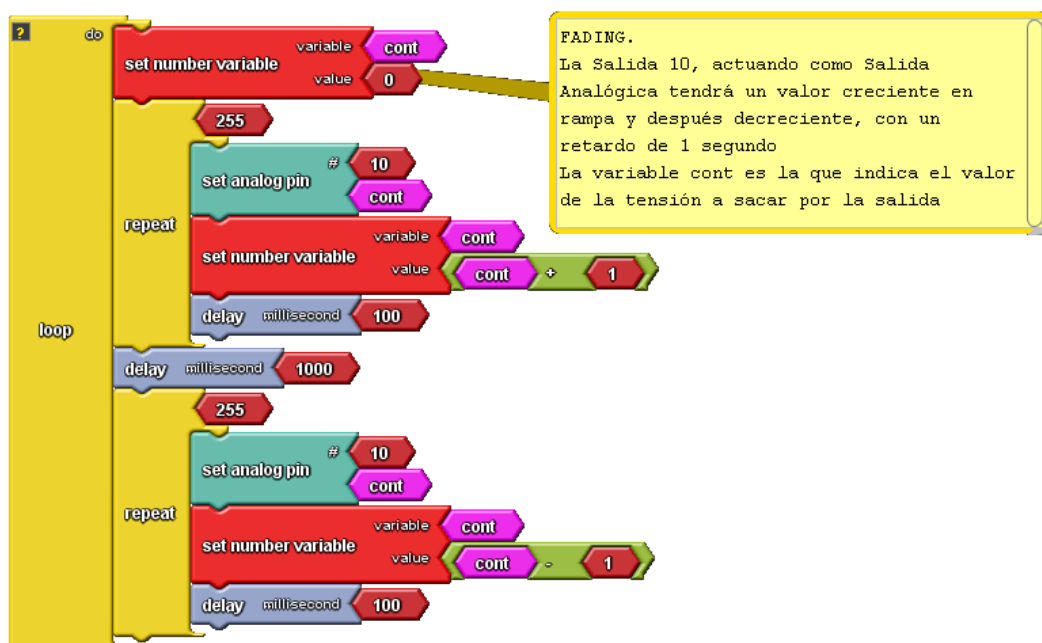 ?
do
set number variable
variable
cont
value
0
FADING.
La Salida 10, actuando como Salida
Analógica tendrá un valor creciente en
rampa y después decreciente, con un
retardo de 1 segundo
La variable cont es la que indica el valor
de la tensión a sacar por la salida
loop
repeat
255
set analog pin
#
10
cont
set number variable
variable
cont
value
cont + 1
delay millisecond 100
delay millisecond 1000
repeat
255
set analog pin
#
10
cont
set number variable
variable
cont
value
cont - 1
delay millisecond 100